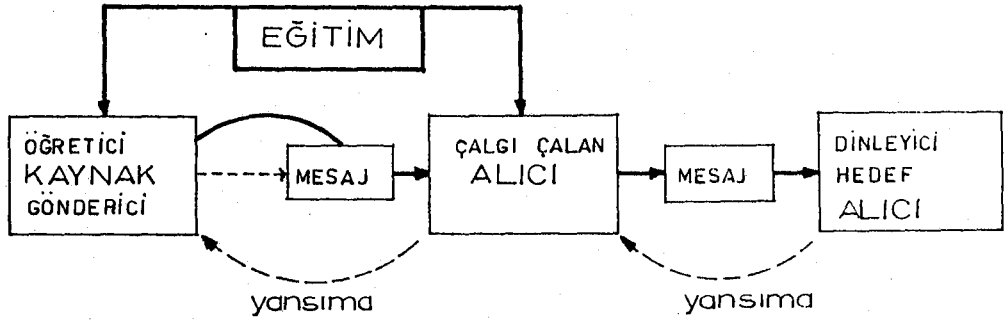 EĞİTİM
ÖĞRETİCİ
KAYNAK
GÖNDERİCİ
MESAJ
ÇALGI ÇALAN
ALICI
MESAJ
DİNLEYİCİ
HEDEF
ALICI
yansıma
yansıma